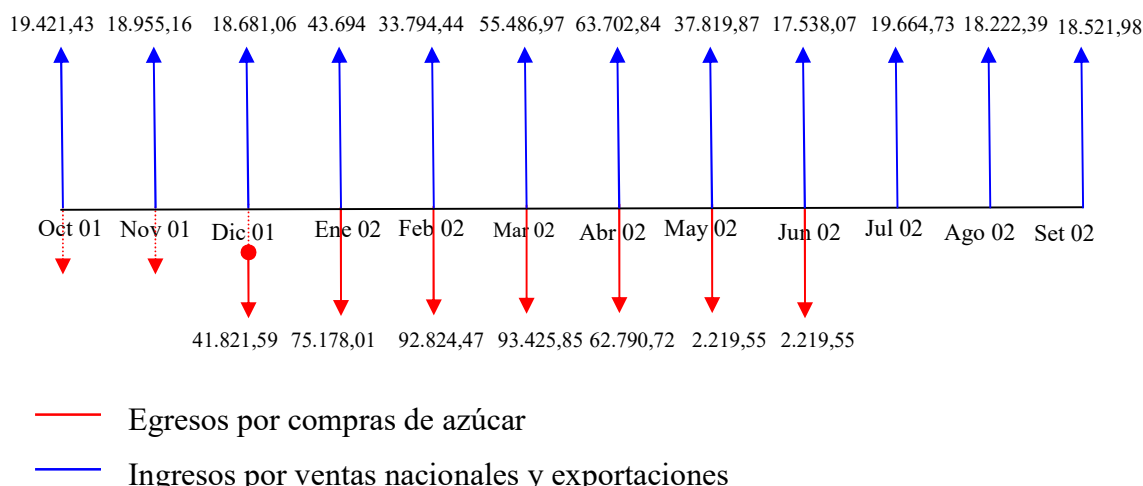 19.421,43 18.955,16 18.681,06 43.694 33.794,44 55.486,97 63.702,84 37.819,87 17.538,07 19.664,73 18.222,39 18.521,98
Oct 01 Nov 01 Dic 01 Ene 02 Feb 02 Mar 02 Abr 02 May 02 Jun 02 Jul 02 Ago 02 Set 02
41.821,59 75.178,01 92.824,47 93.425,85 62.790,72 2.219,55 2.219,55
Egresos por compras de azúcar
Ingresos por ventas nacionales y exportaciones